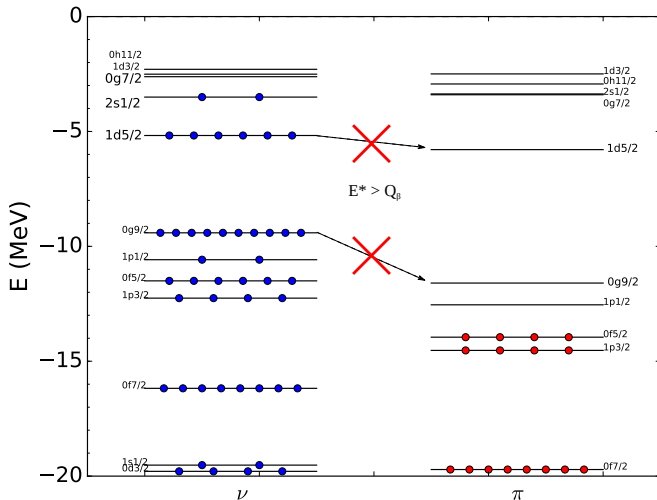 0
−5
−10
−15
−20
E (MeV)
0h11/2
1d3/2
0g7/2
2s1/2
1d5/2
0g9/2
1p1/2
0f5/2
1p3/2
0f7/2
1s1/2
0d3/2
ν
E* > Qβ
1d3/2
0h11/2
2s1/2
0g7/2
1d5/2
0g9/2
1p1/2
0f5/2
1p3/2
0f7/2
π